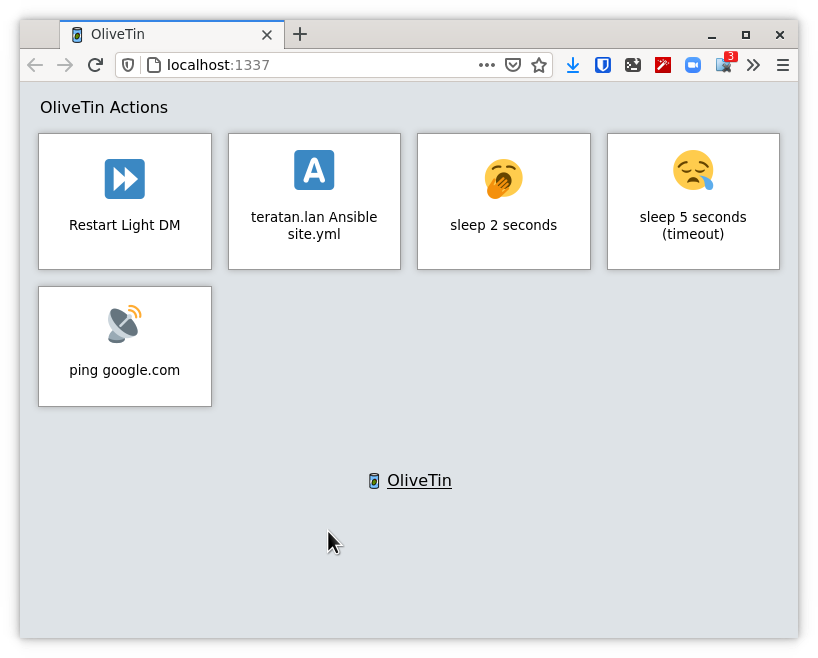 OliveTin
localhost:1337
3
OliveTin Actions
Restart Light DM
A
teratan.lan Ansible
site.yml
sleep 2 seconds
sleep 5 seconds
(timeout)
ping google.com
OliveTin